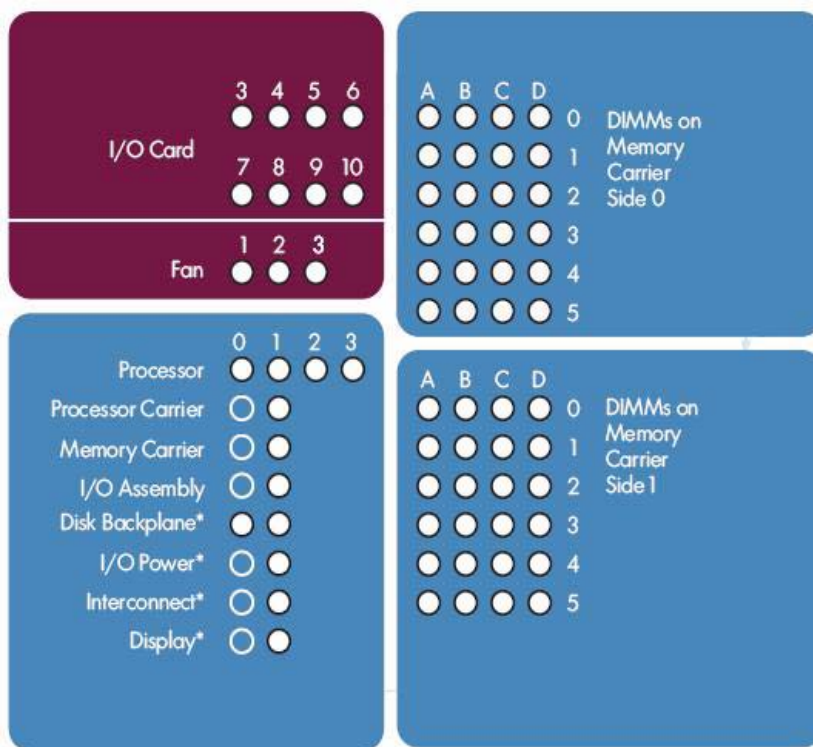 3 4 5 6
I/O Card
7 8 9 10
1 2 3
Fan
0 1 2 3
Processor
Processor Carrier
Memory Carrier
I/O Assembly
Disk Backplane*
I/O Power*
Interconnect*
Display*
A B C D
0
DIMMs on
1
Memory
Carrier
2
Side 0
3
4
5
A B C D
0
DIMMs on
1
Memory
Carrier
2
Side 1
3
4
5